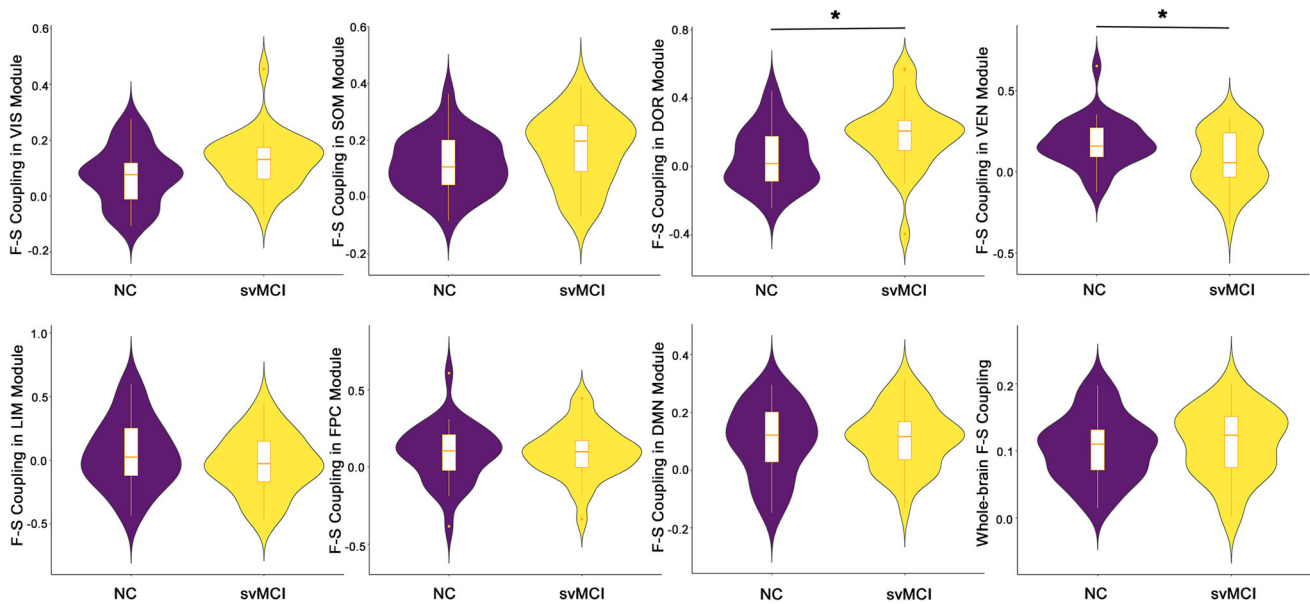 F-S Coupling in VIS Module
0.6
0.4
0.2
0.0
-0.2
NC
svMCI
F-S Coupling in SOM Module
0.6
0.4
0.2
0.0
-0.2
NC
svMCI
F-S Coupling in DOR Module
0.8
0.4
0.0
-0.4
*
NC
svMCI
F-S Coupling in VEN Module
0.5
0.0
-0.5
*
NC
svMCI
F-S Coupling in LIM Module
1.0
0.5
0.0
-0.5
NC
svMCI
F-S Coupling in FPC Module
0.5
0.0
-0.5
NC
svMCI
F-S Coupling in DMN Module
0.4
0.2
0.0
-0.2
NC
svMCI
Whole-brain F-S Coupling
0.2
0.1
0.0
NC
svMCI